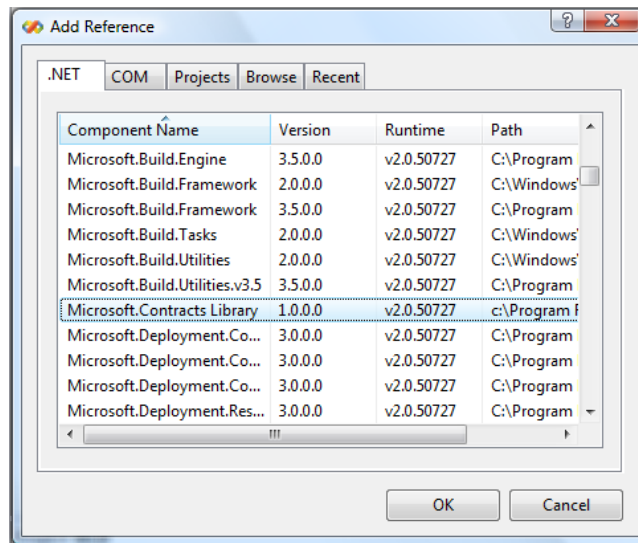 Add Reference
.NET COM Projects Browse Recent
Component Name Version Runtime Path
Microsoft.Build.Engine 3.5.0.0 v2.0.50727 C:\Program
Microsoft.Build.Framework 2.0.0.0 v2.0.50727 C:\Windows\
Microsoft.Build.Framework 3.5.0.0 v2.0.50727 C:\Program
Microsoft.Build.Tasks 2.0.0.0 v2.0.50727 C:\Windows\
Microsoft.Build.Utilities 2.0.0.0 v2.0.50727 C:\Windows\
Microsoft.Build.Utilities.v3.5 3.5.0.0 v2.0.50727 C:\Program
Microsoft.Contracts Library 1.0.0.0 v2.0.50727 c:\Program F
Microsoft.Deployment.Co... 3.0.0.0 v2.0.50727 C:\Program
Microsoft.Deployment.Co... 3.0.0.0 v2.0.50727 C:\Program
Microsoft.Deployment.Co... 3.0.0.0 v2.0.50727 C:\Program
Microsoft.Deployment.Res... 3.0.0.0 v2.0.50727 C:\Program
OK Cancel